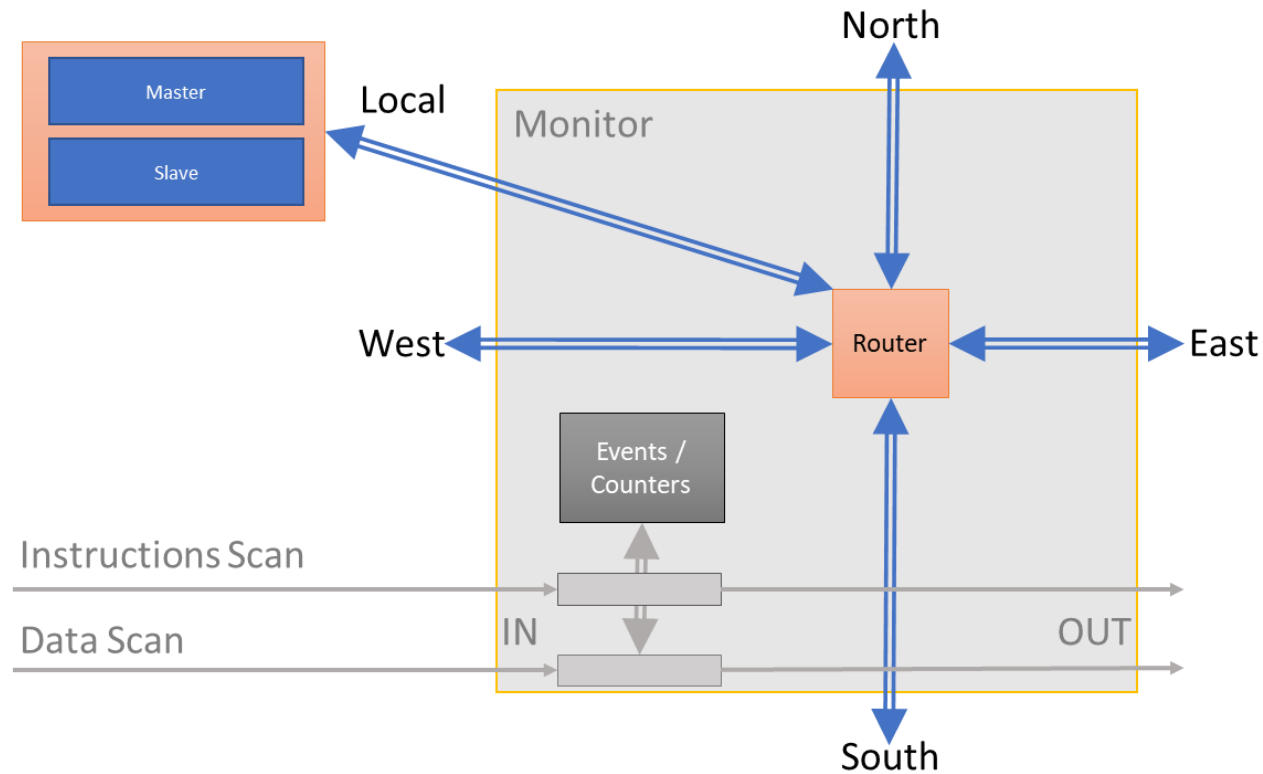 North
Master
Local
Monitor
Slave
West
Router
East
Events /
Counters
Instructions Scan
IN
OUT
Data Scan
South